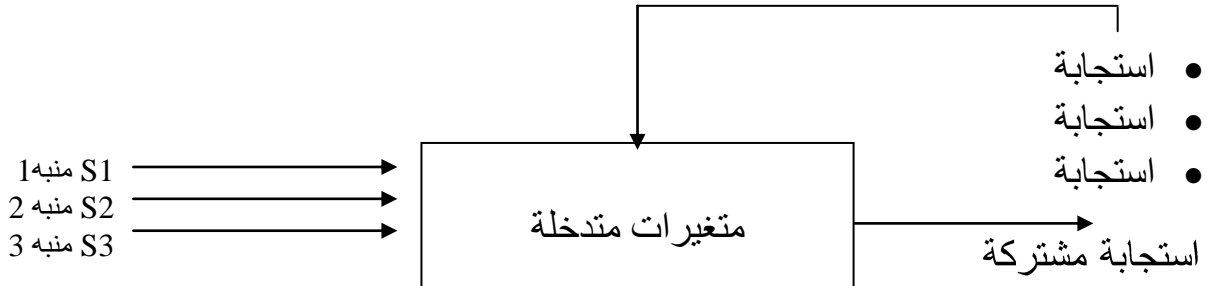 • استجابة
• استجابة
• استجابة
S1 منبه1
S2 منبه 2
S3 منبه 3
متغيرات متدخلة
استجابة مشتركة